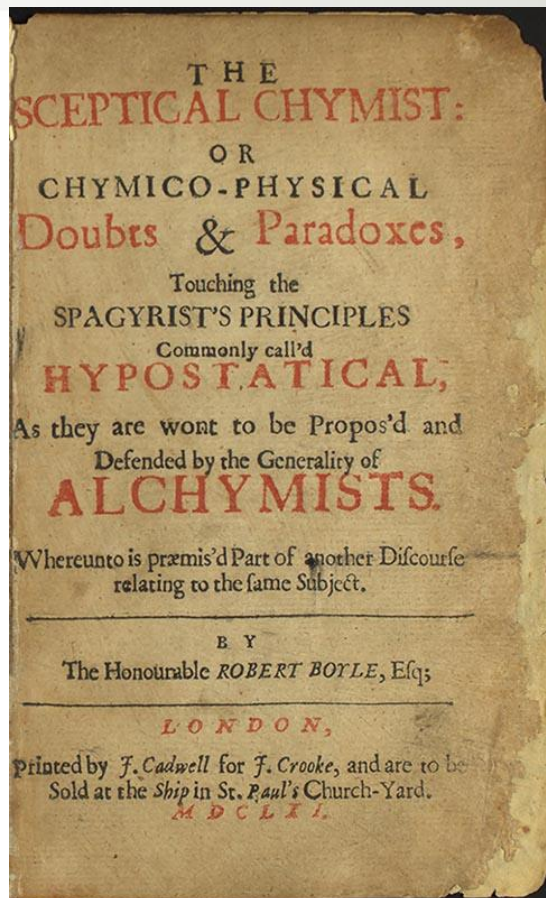 THE
SCEPTICAL CHYMIST:
OR
CHYMICO-PHYSICAL
Doubts & Paradoxes,
Touching the
SPAGYRIST'S PRINCIPLES
Commonly call'd
HYPOSTATICAL,
As they are wont to be Propos'd and
Defended by the Generality of
ALCHYMISTS.
Whereunto is præmis'd Part of another Diſcourſe
relating to the ſame Subject.
BY
The Honourable ROBERT BOYLE, Eſq;
LONDON,
Printed by J. Cadwell for J. Crooke, and are to be
Sold at the Ship in St. Paul's Church-Yard.
MDCLXI.